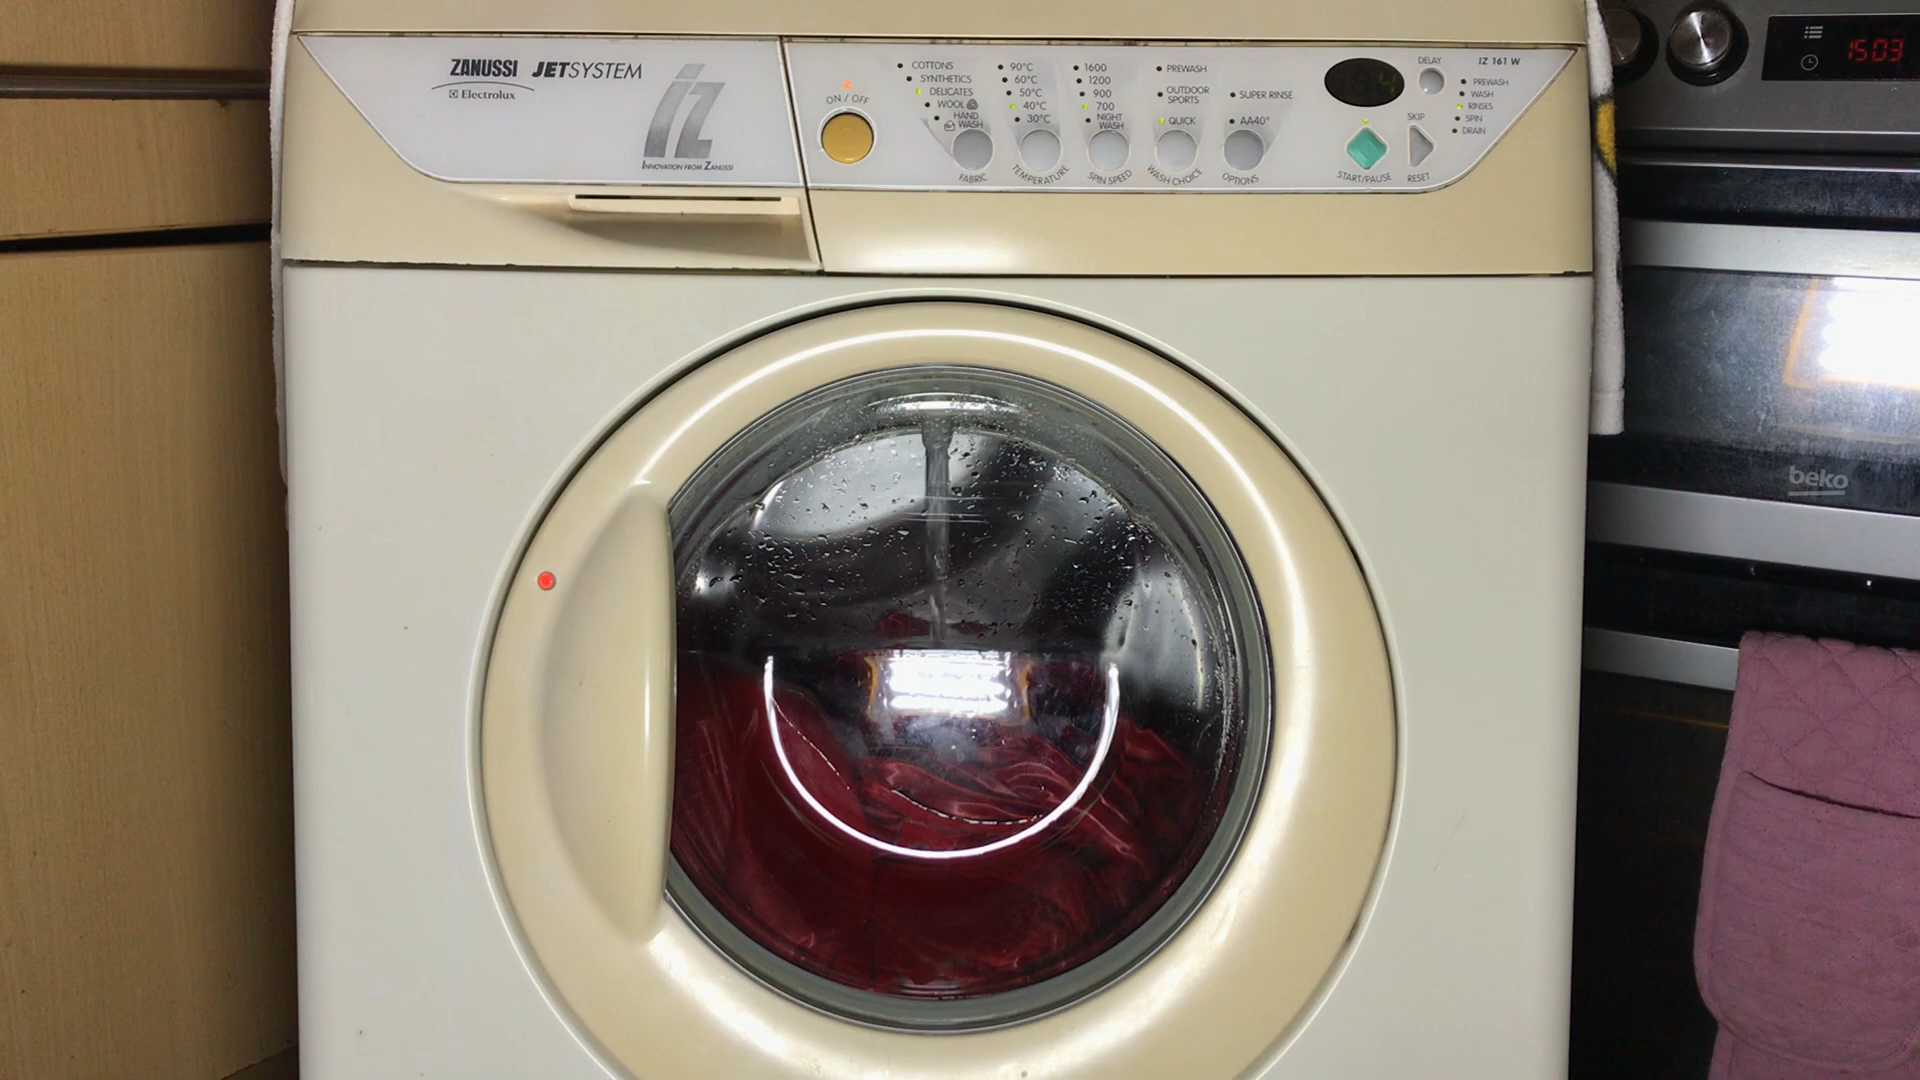 ZANUSSI JETSYSTEM
Electrolux
iZ
INNOVATION FROM ZANUSSI
ON / OFF
COTTONS
SYNTHETICS
DELICATES
WOOL
HAND
WASH
FABRIC
90°C
60°C
50°C
40°C
30°C
TEMPERATURE
1600
1200
900
700
NIGHT
WASH
SPIN SPEED
PREWASH
OUTDOOR
SPORTS
QUICK
WASH CHOICE
SUPER RINSE
AA40°
OPTIONS
4
DELAY
START/PAUSE
SKIP
RESET
IZ 161 W
PREWASH
WASH
RINSES
SPIN
DRAIN
1503
beko